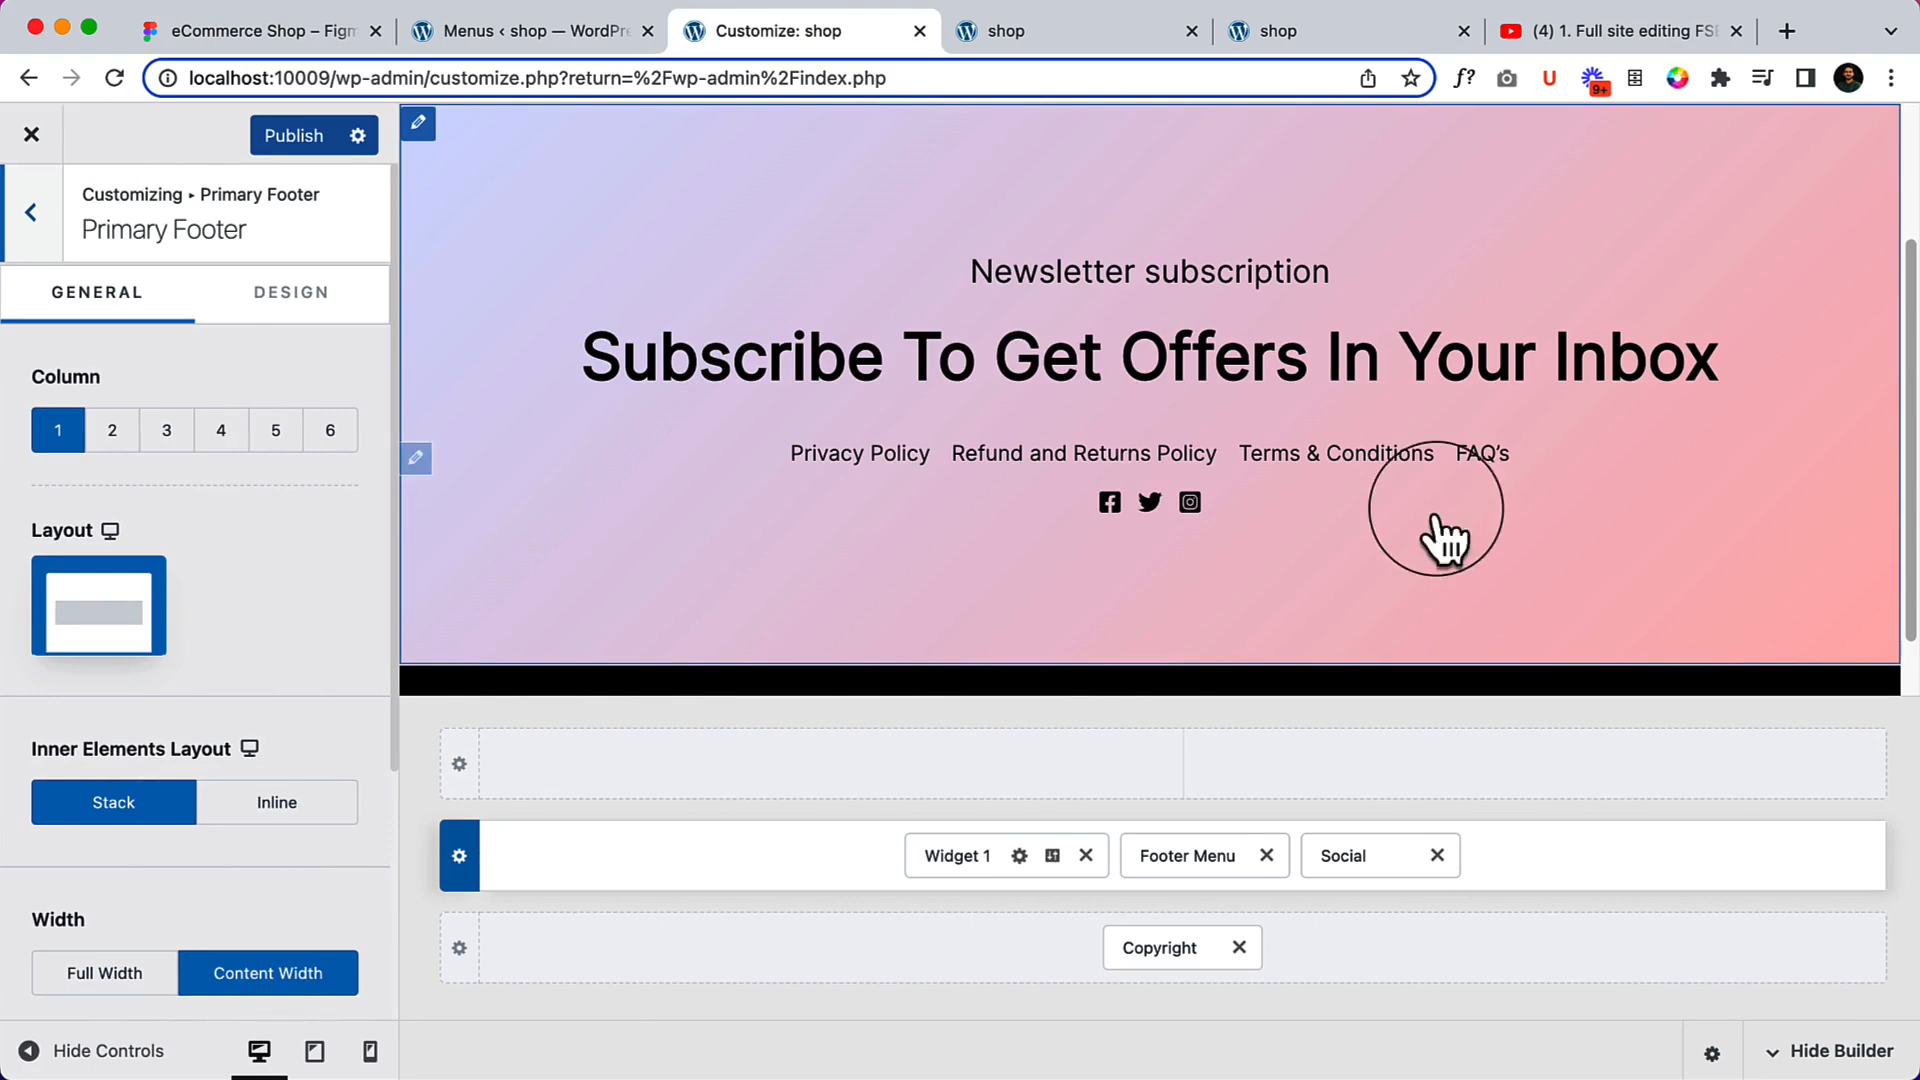 eCommerce Shop – Figm
Menus ‹ shop — WordPre
Customize: shop
shop
shop
(4) 1. Full site editing FSE
localhost:10009/wp-admin/customize.php?return=%2Fwp-admin%2Findex.php
f?
U
9+
Publish
Customizing ▸ Primary Footer
Primary Footer
GENERAL
DESIGN
Column
1
2
3
4
5
6
Layout
Inner Elements Layout
Stack
Inline
Width
Full Width
Content Width
Hide Controls
Newsletter subscription
Subscribe To Get Offers In Your Inbox
Privacy Policy Refund and Returns Policy Terms & Conditions FAQ's
Widget 1
Footer Menu
Social
Copyright
Hide Builder